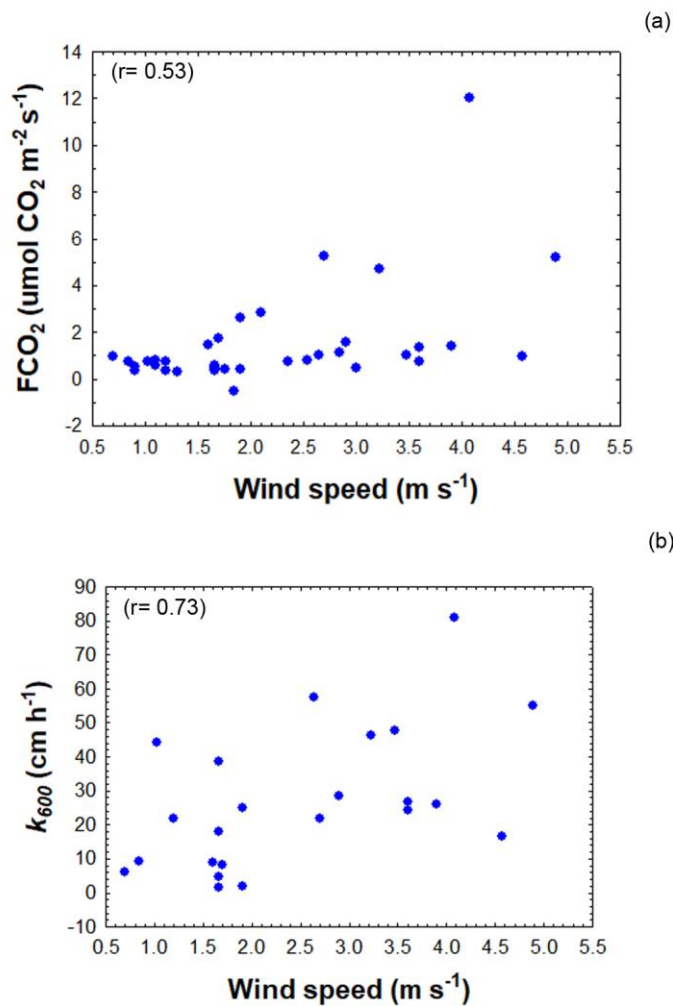 (a)
(r= 0.53)
14
12
10
8
6
4
2
0
-2
FCO₂ (umol CO₂ m⁻² s⁻¹)
0.5 1.0 1.5 2.0 2.5 3.0 3.5 4.0 4.5 5.0 5.5
Wind speed (m s⁻¹)
(b)
(r= 0.73)
90
80
70
60
50
40
30
20
10
0
-10
k₆₀₀ (cm h⁻¹)
0.5 1.0 1.5 2.0 2.5 3.0 3.5 4.0 4.5 5.0 5.5
Wind speed (m s⁻¹)